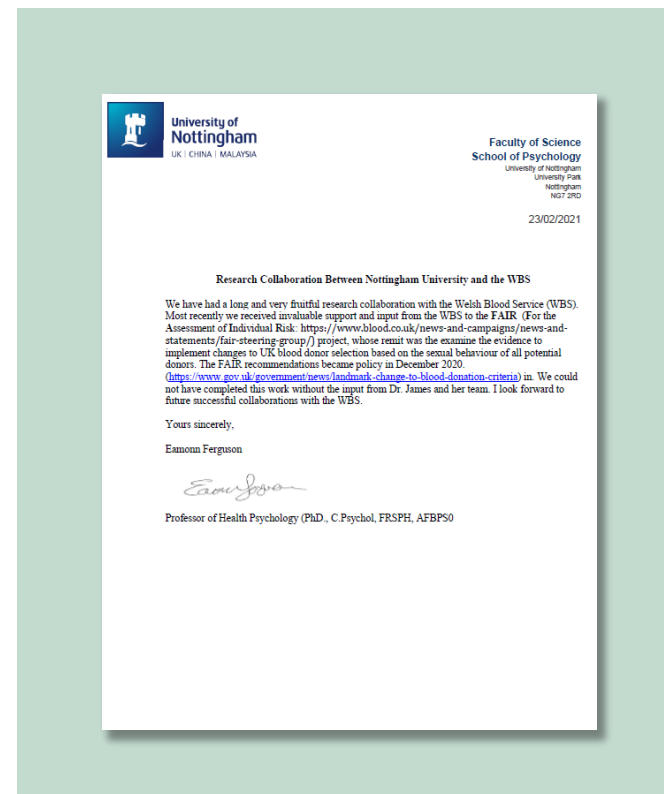 University of
Nottingham
UK | CHINA | MALAYSIA
Faculty of Science
School of Psychology
University of Nottingham
University Park
Nottingham
NG7 2RD
23/02/2021
Research Collaboration Between Nottingham University and the WBS
We have had a long and very fruitful research collaboration with the Welsh Blood Service (WBS).
Most recently we received invaluable support and input from the WBS to the FAIR (For the
Assessment of Individual Risk: https://www.blood.co.uk/news-and-campaigns/news-and-
statements/fair-steering-group/) project, whose remit was the examine the evidence to
implement changes to UK blood donor selection based on the sexual behaviour of all potential
donors. The FAIR recommendations became policy in December 2020.
(https://www.gov.uk/government/news/landmark-change-to-blood-donation-criteria) in. We could
not have completed this work without the input from Dr. James and her team. I look forward to
future successful collaborations with the WBS.
Yours sincerely,
Eamonn Ferguson
Professor of Health Psychology (PhD., C.Psychol, FRSPH, AFBPS0